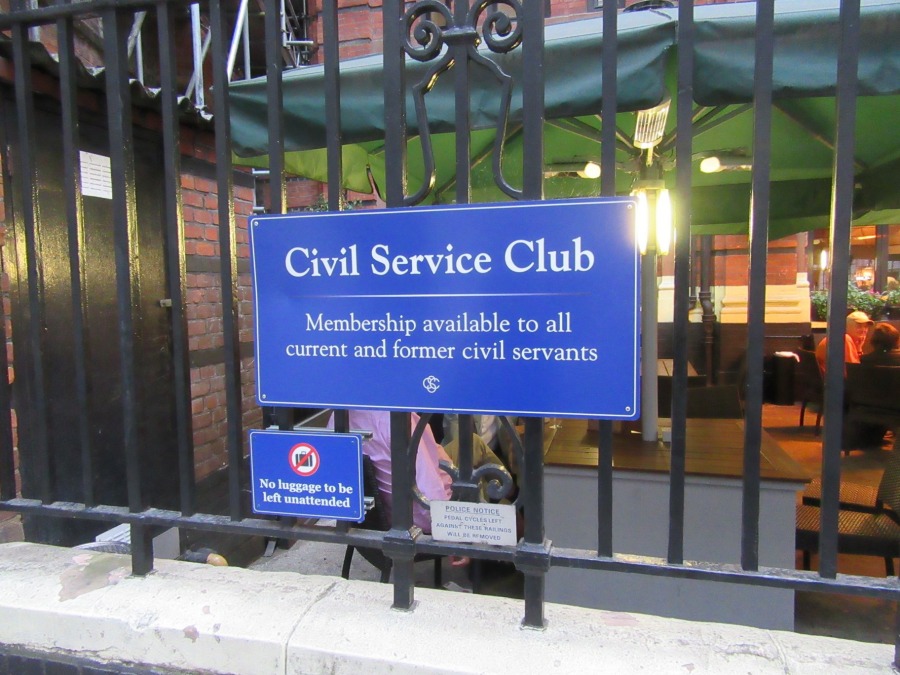 Civil Service Club
Membership available to all
current and former civil servants
CSC
No luggage to be
left unattended
POLICE NOTICE
PEDAL CYCLES LEFT
AGAINST THESE RAILINGS
WILL BE REMOVED